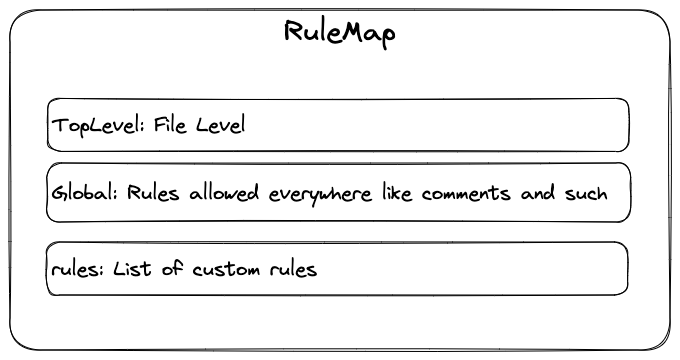 RuleMap
TopLevel: File Level
Global: Rules allowed everywhere like comments and such
rules: List of custom rules